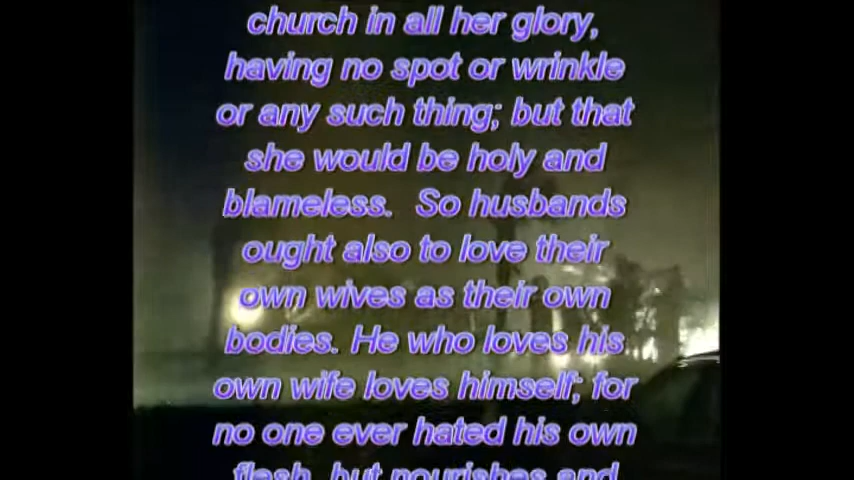 church in all her glory,
having no spot or wrinkle
or any such thing; but that
she would be holy and
blameless.  So husbands
ought also to love their
own wives as their own
bodies. He who loves his
own wife loves himself; for
no one ever hated his own
flesh, but nourishes and